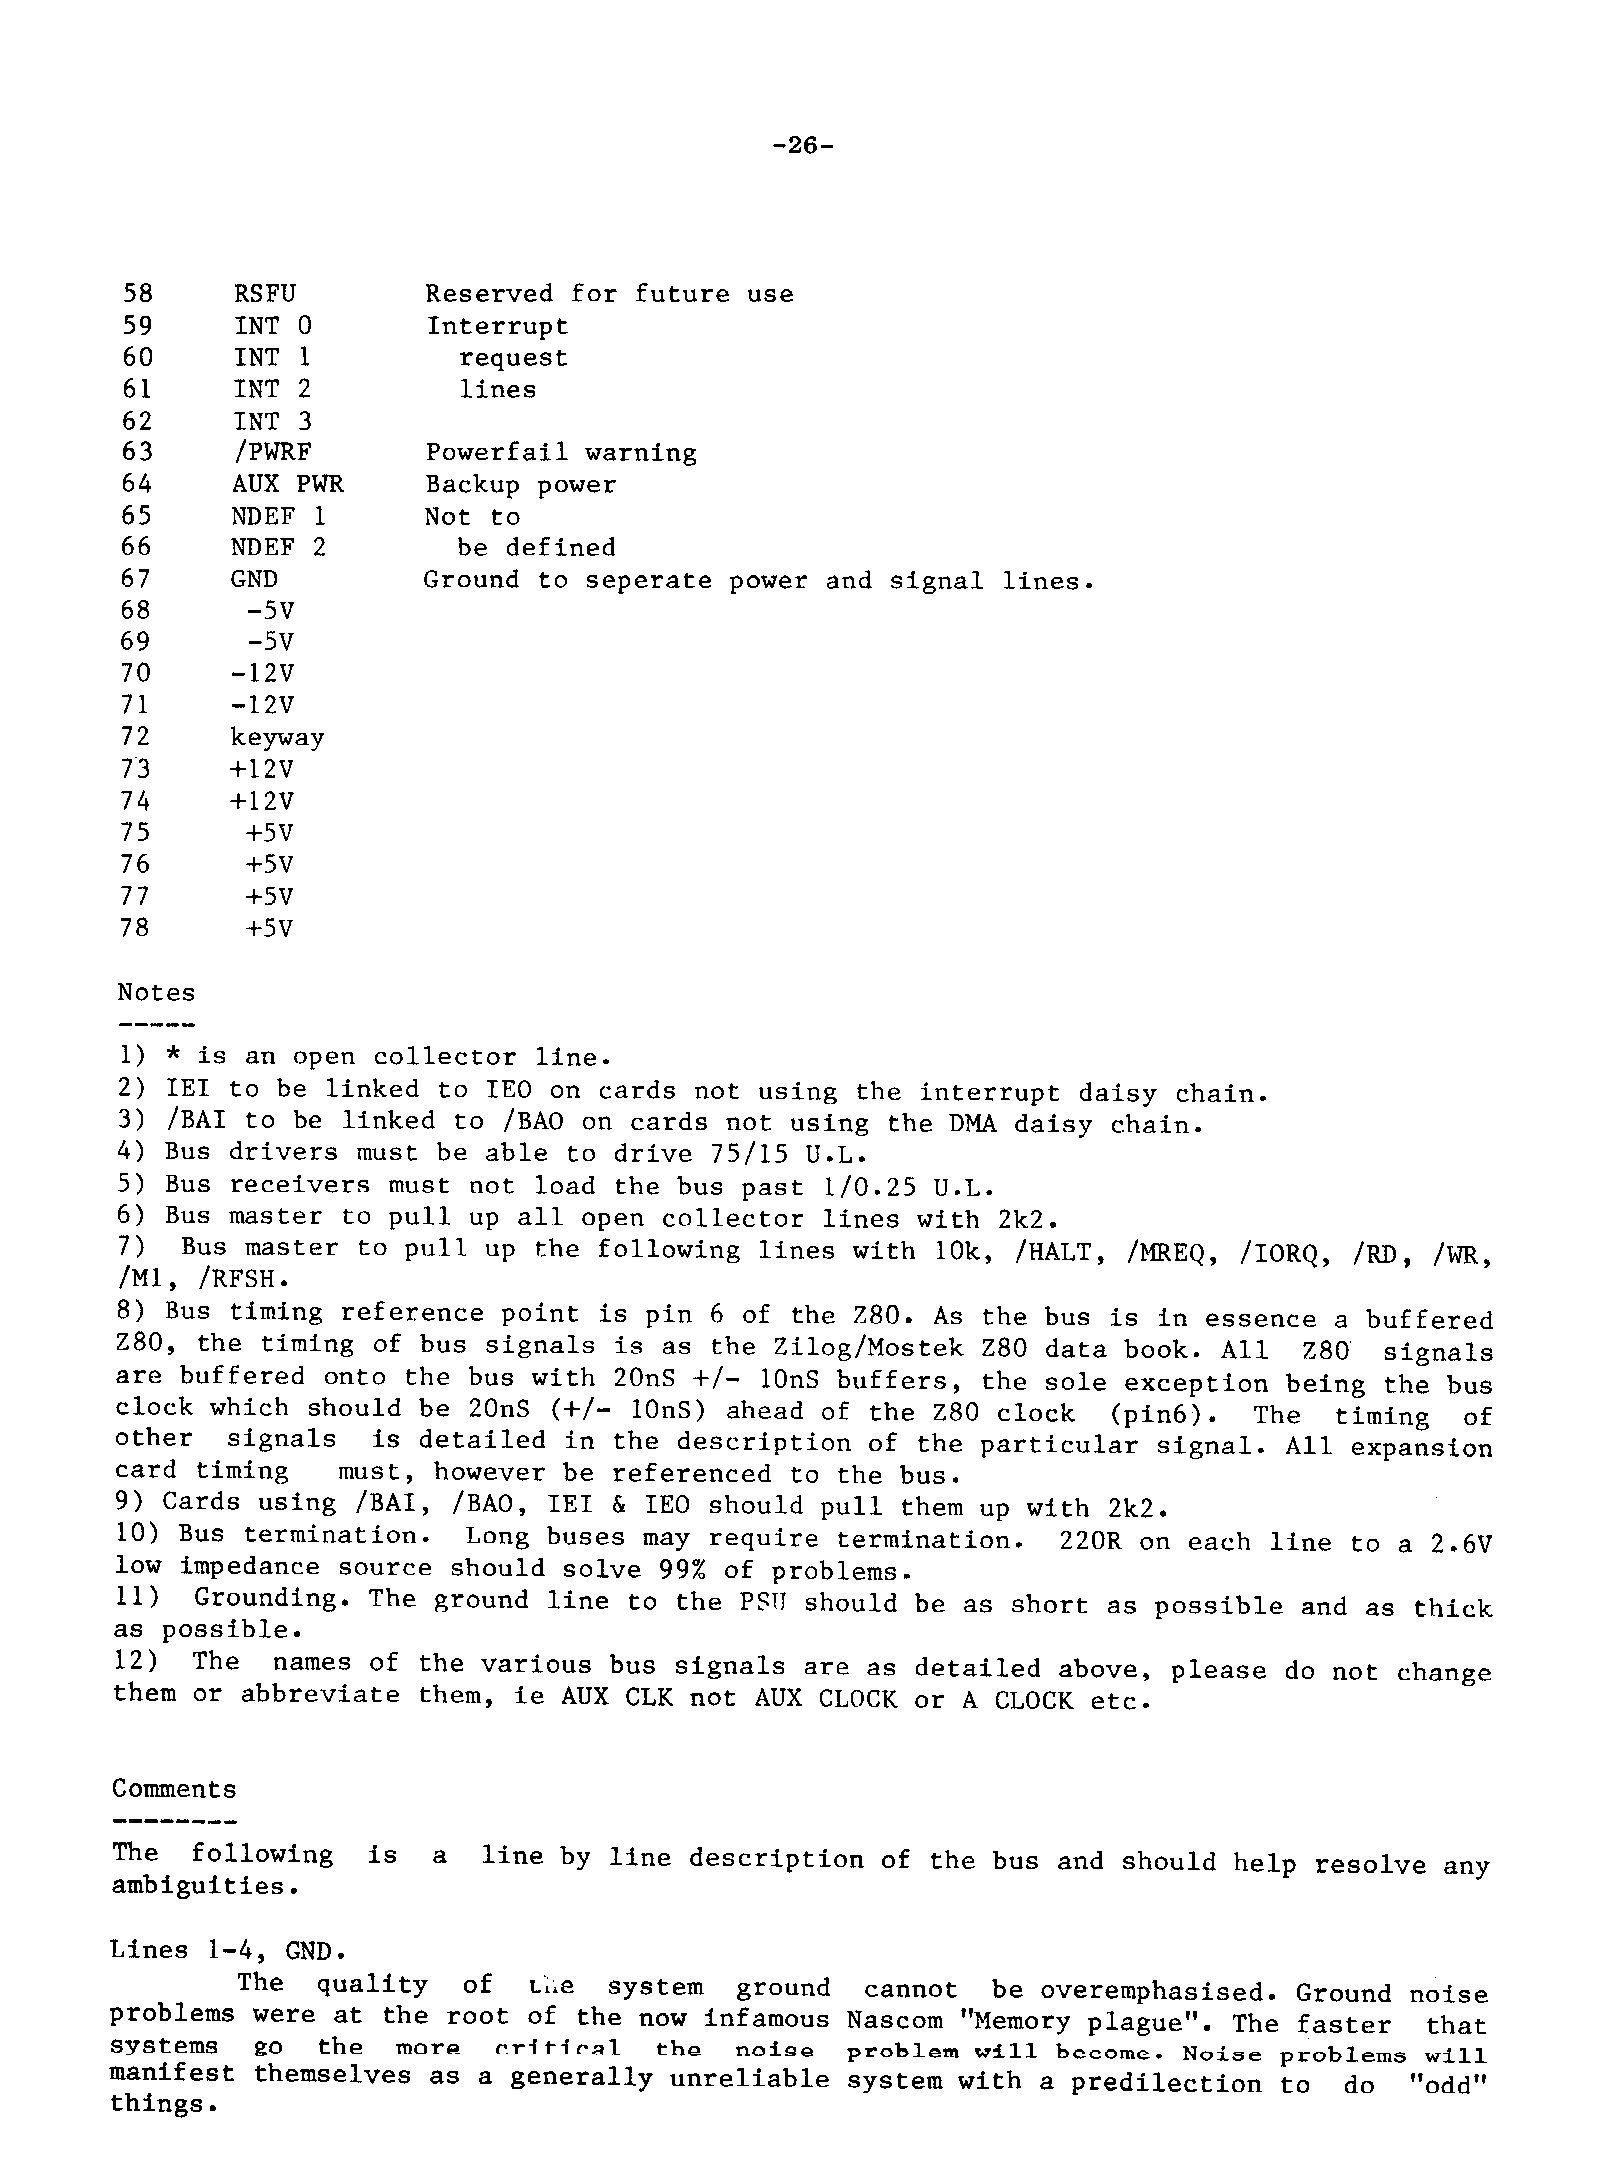 -26-
58 RSFU Reserved for future use
59 INT 0 Interrupt
60 INT 1 request
61 INT 2 lines
62 INT 3
63 /PWRF Powerfail warning
64 AUX PWR Backup power
65 NDEF 1 Not to
66 NDEF 2 be defined
67 GND Ground to seperate power and signal lines.
68 -5V
69 -5V
70 -12V
71 -12V
72 keyway
73 +12V
74 +12V
75 +5V
76 +5V
77 +5V
78 +5V
Notes
-----
1) * is an open collector line.
2) IEI to be linked to IEO on cards not using the interrupt daisy chain.
3) /BAI to be linked to /BAO on cards not using the DMA daisy chain.
4) Bus drivers must be able to drive 75/15 U.L.
5) Bus receivers must not load the bus past 1/0.25 U.L.
6) Bus master to pull up all open collector lines with 2k2.
7) Bus master to pull up the following lines with 10k, /HALT, /MREQ, /IORQ, /RD, /WR,
/M1, /RFSH.
8) Bus timing reference point is pin 6 of the Z80. As the bus is in essence a buffered
Z80, the timing of bus signals is as the Zilog/Mostek Z80 data book. All Z80 signals
are buffered onto the bus with 20nS +/- 10nS buffers, the sole exception being the bus
clock which should be 20nS (+/- 10nS) ahead of the Z80 clock (pin6). The timing of
other signals is detailed in the description of the particular signal. All expansion
card timing must, however be referenced to the bus.
9) Cards using /BAI, /BAO, IEI & IEO should pull them up with 2k2.
10) Bus termination. Long buses may require termination. 220R on each line to a 2.6V
low impedance source should solve 99% of problems.
11) Grounding. The ground line to the PSU should be as short as possible and as thick
as possible.
12) The names of the various bus signals are as detailed above, please do not change
them or abbreviate them, ie AUX CLK not AUX CLOCK or A CLOCK etc.
Comments
--------
The following is a line by line description of the bus and should help resolve any
ambiguities.
Lines 1-4, GND.
The quality of the system ground cannot be overemphasised. Ground noise
problems were at the root of the now infamous Nascom "Memory plague". The faster that
systems go the more critical the noise problem will become. Noise problems will
manifest themselves as a generally unreliable system with a predilection to do "odd"
things.